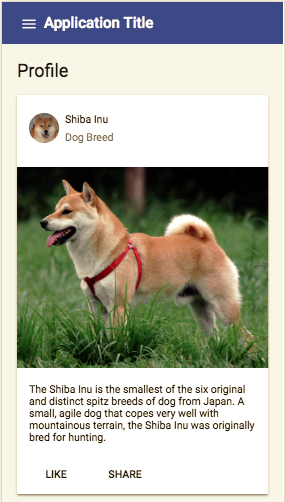 Application Title
Profile
Shiba Inu
Dog Breed
The Shiba Inu is the smallest of the six original
and distinct spitz breeds of dog from Japan. A
small, agile dog that copes very well with
mountainous terrain, the Shiba Inu was originally
bred for hunting.
LIKE SHARE